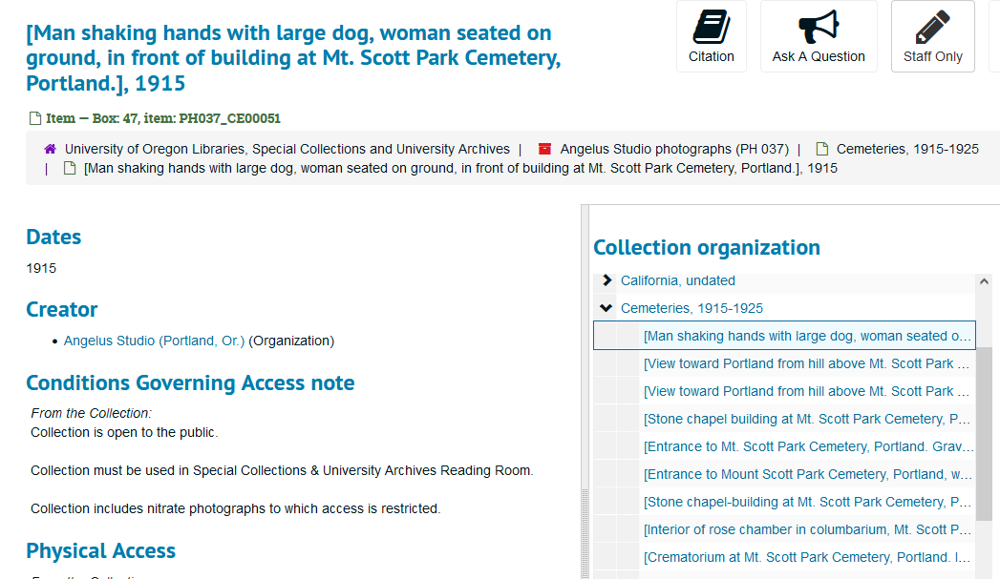 [Man shaking hands with large dog, woman seated on
ground, in front of building at Mt. Scott Park Cemetery,
Portland.], 1915
Citation
Ask A Question
Staff Only
Item — Box: 47, item: PH037_CE00051
University of Oregon Libraries, Special Collections and University Archives | Angelus Studio photographs (PH 037) | Cemeteries, 1915-1925
| [Man shaking hands with large dog, woman seated on ground, in front of building at Mt. Scott Park Cemetery, Portland.], 1915
Dates
1915
Creator
• Angelus Studio (Portland, Or.) (Organization)
Conditions Governing Access note
From the Collection:
Collection is open to the public.
Collection must be used in Special Collections & University Archives Reading Room.
Collection includes nitrate photographs to which access is restricted.
Physical Access
Collection organization
California, undated
Cemeteries, 1915-1925
[Man shaking hands with large dog, woman seated o...
[View toward Portland from hill above Mt. Scott Park ...
[View toward Portland from hill above Mt. Scott Park ...
[Stone chapel building at Mt. Scott Park Cemetery, P...
[Entrance to Mt. Scott Park Cemetery, Portland. Grav...
[Entrance to Mount Scott Park Cemetery, Portland, w...
[Stone chapel-building at Mt. Scott Park Cemetery, P...
[Interior of rose chamber in columbarium, Mt. Scott P...
[Crematorium at Mt. Scott Park Cemetery, Portland. I...